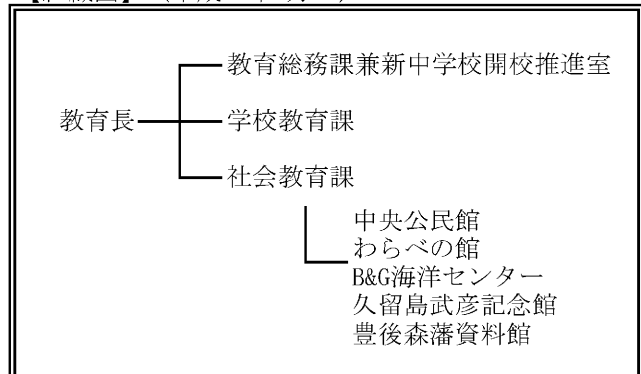 教育総務課兼新中学校開校推進室
教育長
学校教育課
社会教育課
中央公民館
わらべの館
B&G海洋センター
久留島武彦記念館
豊後森藩資料館